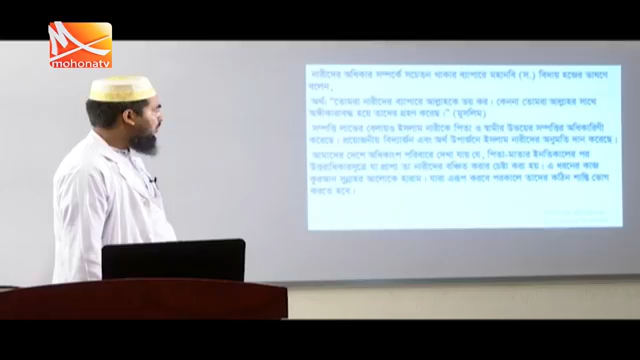 mohonatv
নারীদের অধিকার সম্পর্কে সচেতন থাকার ব্যাপারে মহানবি (স.) বিদায় হজের ভাষণে
বলেন,
অর্থ: "তোমরা নারীদের ব্যাপারে আল্লাহকে ভয় কর। কেননা তোমরা আল্লাহর সাথে
অঙ্গীকারাবদ্ধ হয়ে তাদের গ্রহণ করেছ।" (মুসলিম)
সম্পত্তি লাভের বেলায়ও ইসলাম নারীকে পিতা ও স্বামীর উভয়ের সম্পত্তির অধিকারিণী
করেছে। প্রয়োজনীয় বিদ্যার্জন এবং অর্থ উপার্জনে ইসলাম নারীদের অনুমতি দান করেছে।
আমাদের দেশে অধিকাংশ পরিবারে দেখা যায় যে, পিতা-মাতার ইনতিকালের পর
উত্তরাধিকারসূত্রে যা প্রাপ্য তা নারীদের বঞ্চিত করার চেষ্টা করা হয়। এ ধরনের কাজ
কুরআন সুন্নাহর আলোকে হারাম। যারা এরূপ করবে পরকালে তাদের কঠিন শাস্তি ভোগ
করতে হবে।